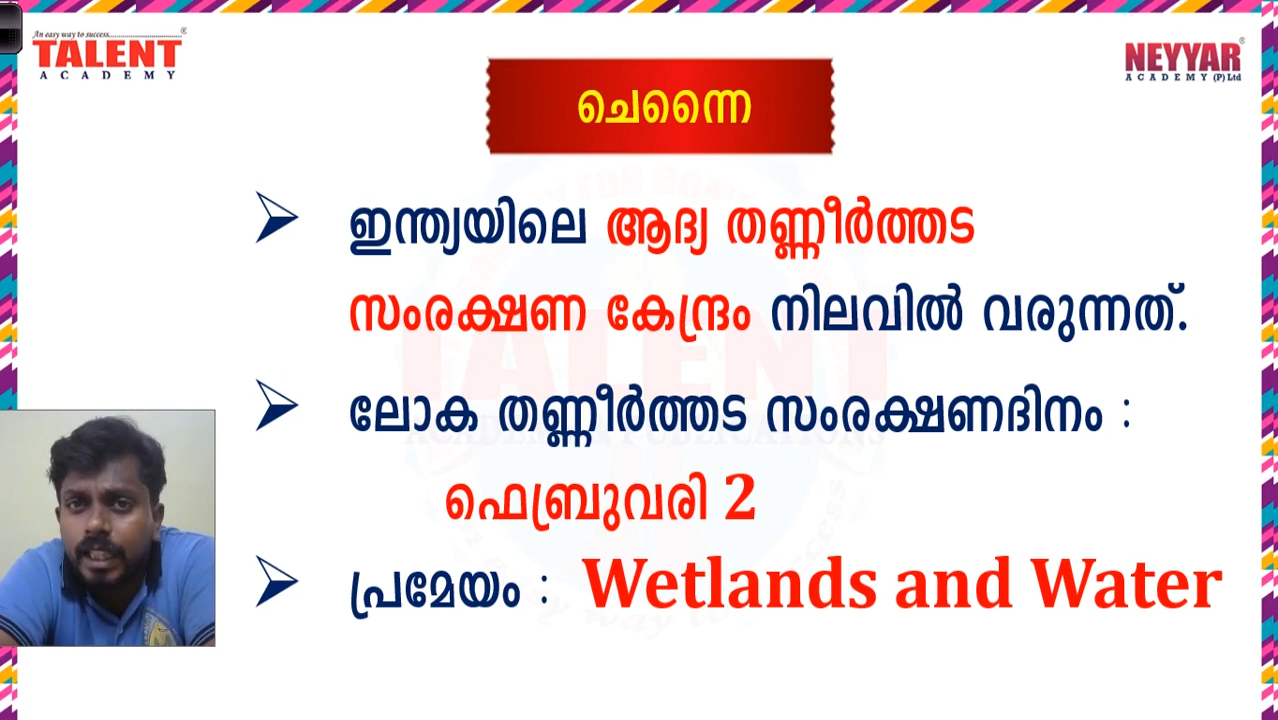 An easy way to success
TALENT
ACADEMY
NEYYAR
ACADEMY (P) Ltd
ചെന്നൈ
ഇന്ത്യയിലെ ആദ്യ തണ്ണീർത്തട
സംരക്ഷണ കേന്ദ്രം നിലവിൽ വരുന്നത്.
ലോക തണ്ണീർത്തട സംരക്ഷണദിനം :
ഫെബ്രുവരി 2
പ്രമേയം : Wetlands and Water